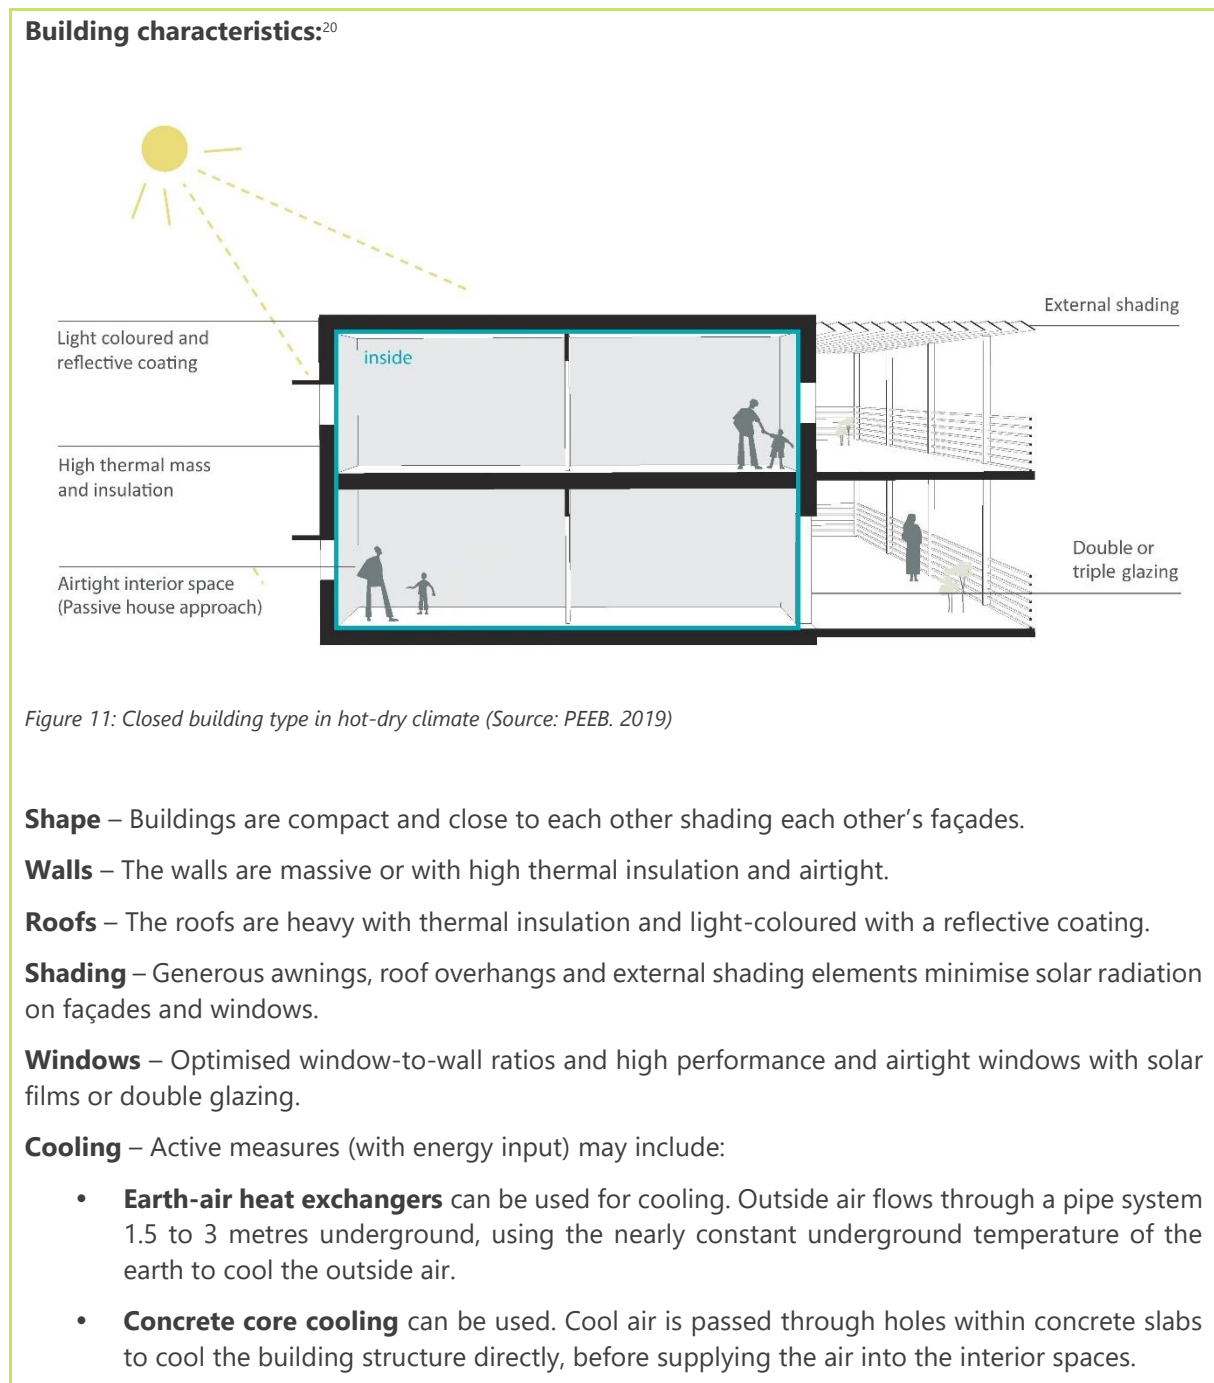 Building characteristics:20
External shading
Light coloured and
reflective coating
inside
High thermal mass
and insulation
Double or
triple glazing
Airtight interior space
(Passive house approach)
Figure 11: Closed building type in hot-dry climate (Source: PEEB. 2019)
Shape – Buildings are compact and close to each other shading each other’s façades.
Walls – The walls are massive or with high thermal insulation and airtight.
Roofs – The roofs are heavy with thermal insulation and light-coloured with a reflective coating.
Shading – Generous awnings, roof overhangs and external shading elements minimise solar radiation
on façades and windows.
Windows – Optimised window-to-wall ratios and high performance and airtight windows with solar
films or double glazing.
Cooling – Active measures (with energy input) may include:
• Earth-air heat exchangers can be used for cooling. Outside air flows through a pipe system
1.5 to 3 metres underground, using the nearly constant underground temperature of the
earth to cool the outside air.
• Concrete core cooling can be used. Cool air is passed through holes within concrete slabs
to cool the building structure directly, before supplying the air into the interior spaces.